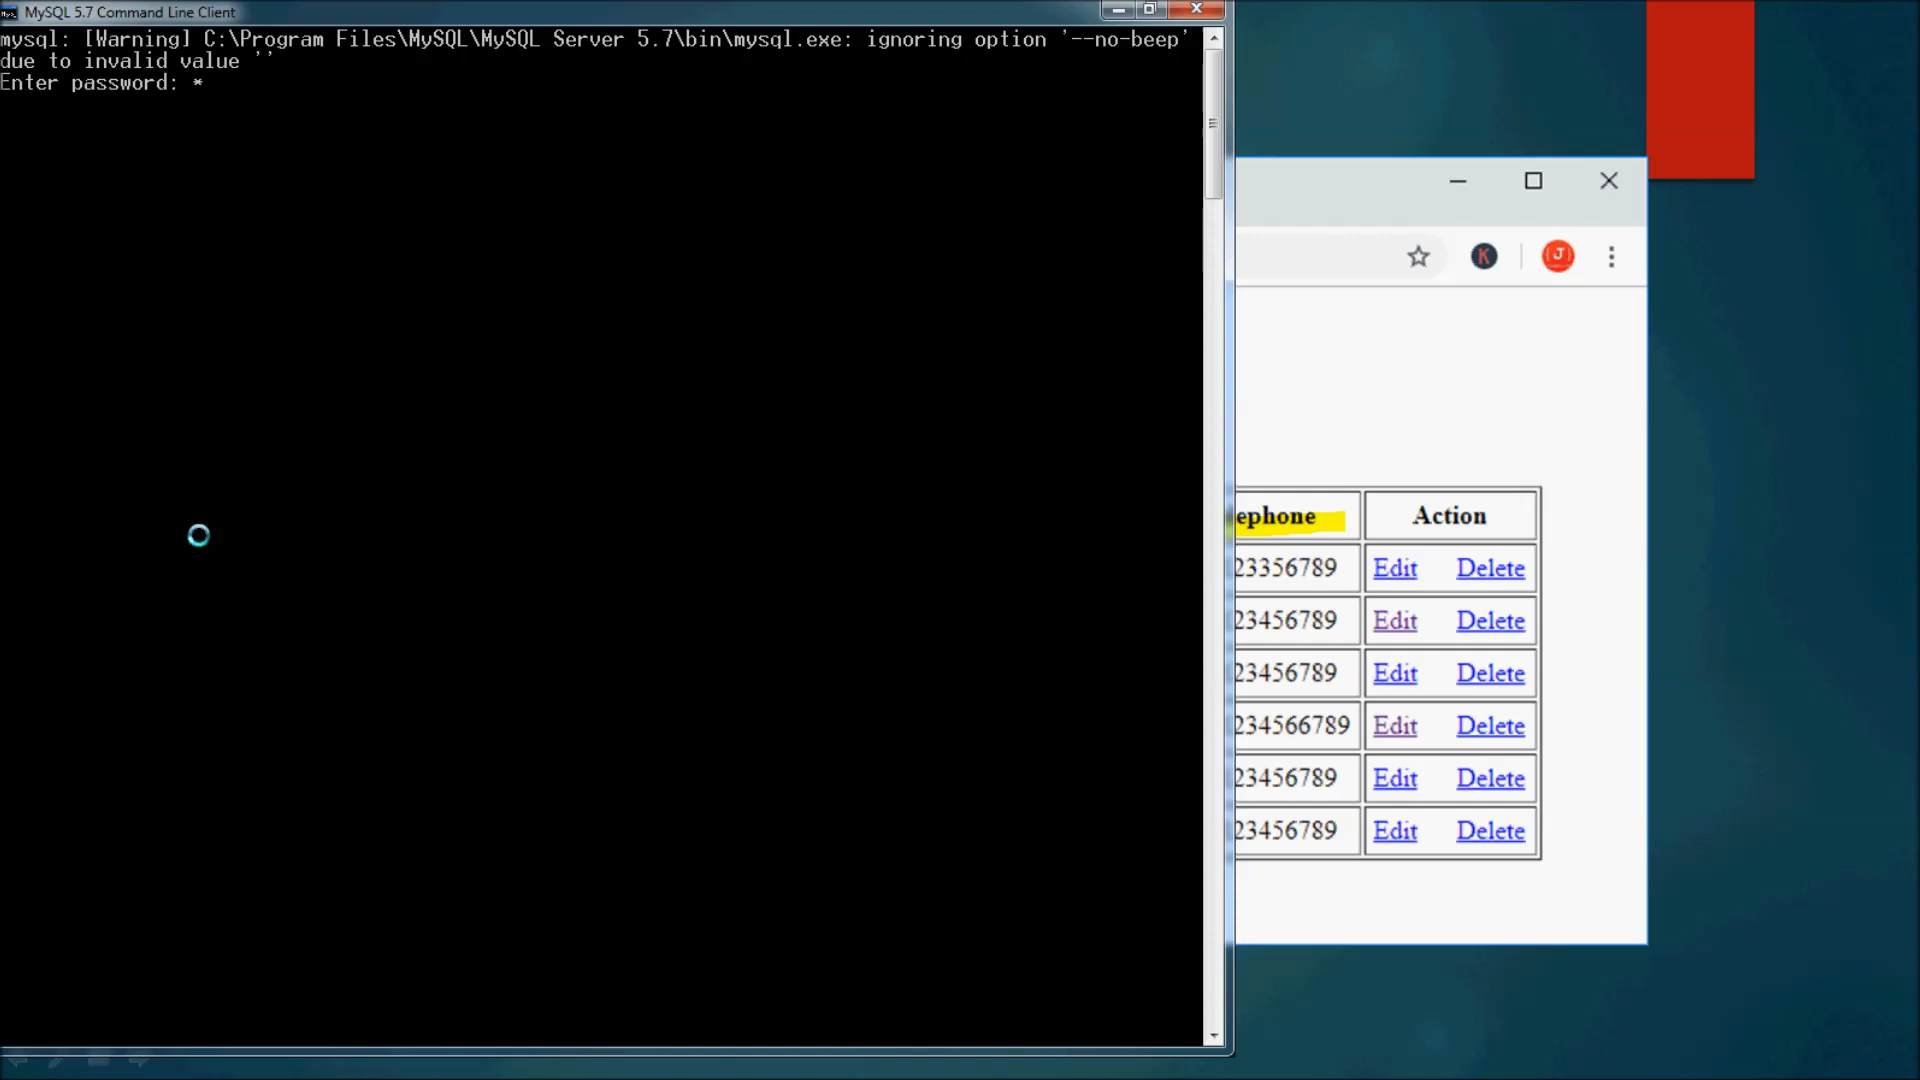 MySQL 5.7 Command Line Client
mysql: [Warning] C:\Program Files\MySQL\MySQL Server 5.7\bin\mysql.exe: ignoring option '--no-beep'
due to invalid value ''
Enter password: *
K
J
ephone Action
23356789 Edit Delete
23456789 Edit Delete
23456789 Edit Delete
234566789 Edit Delete
23456789 Edit Delete
23456789 Edit Delete